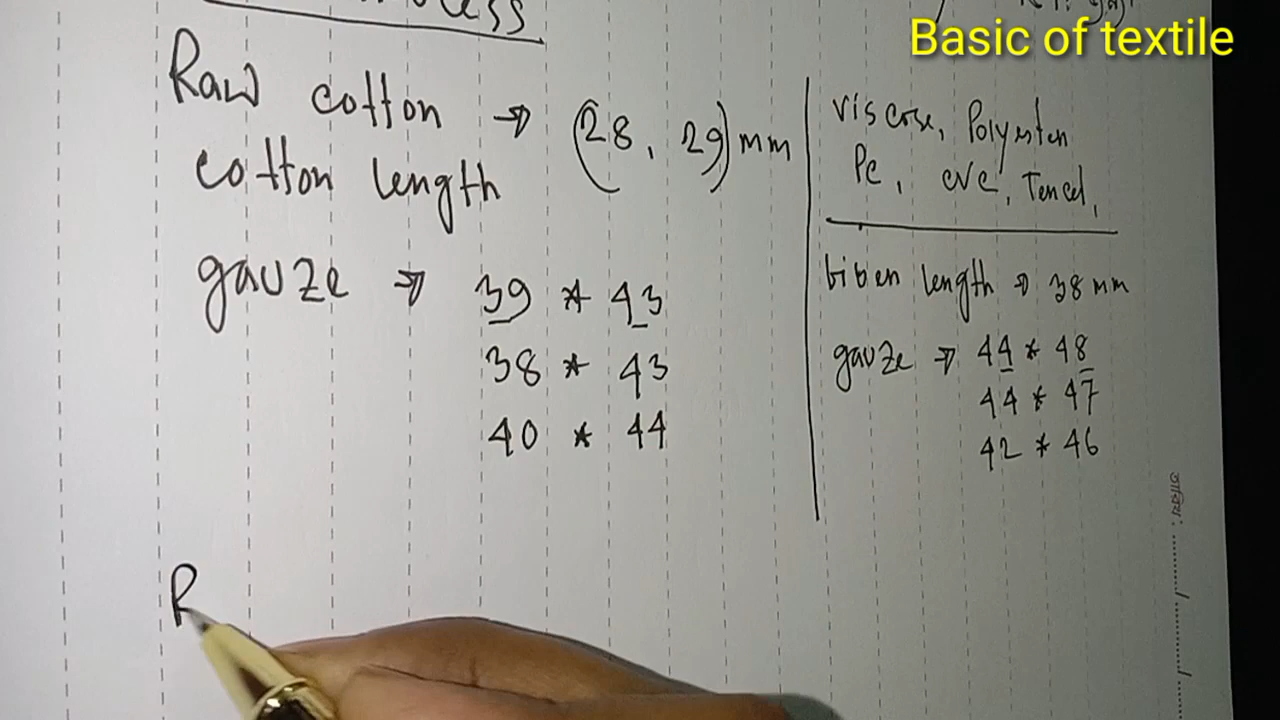 Basic of textile
Raw cotton → (28, 29) mm
cotton length
gauze → 39 * 43
38 * 43
40 * 44
viscose, Polyester
PC, CVC, Tencel,
fiber length → 38 mm
gauze → 44 * 48
44 * 47
42 * 46
R
তারিখ: